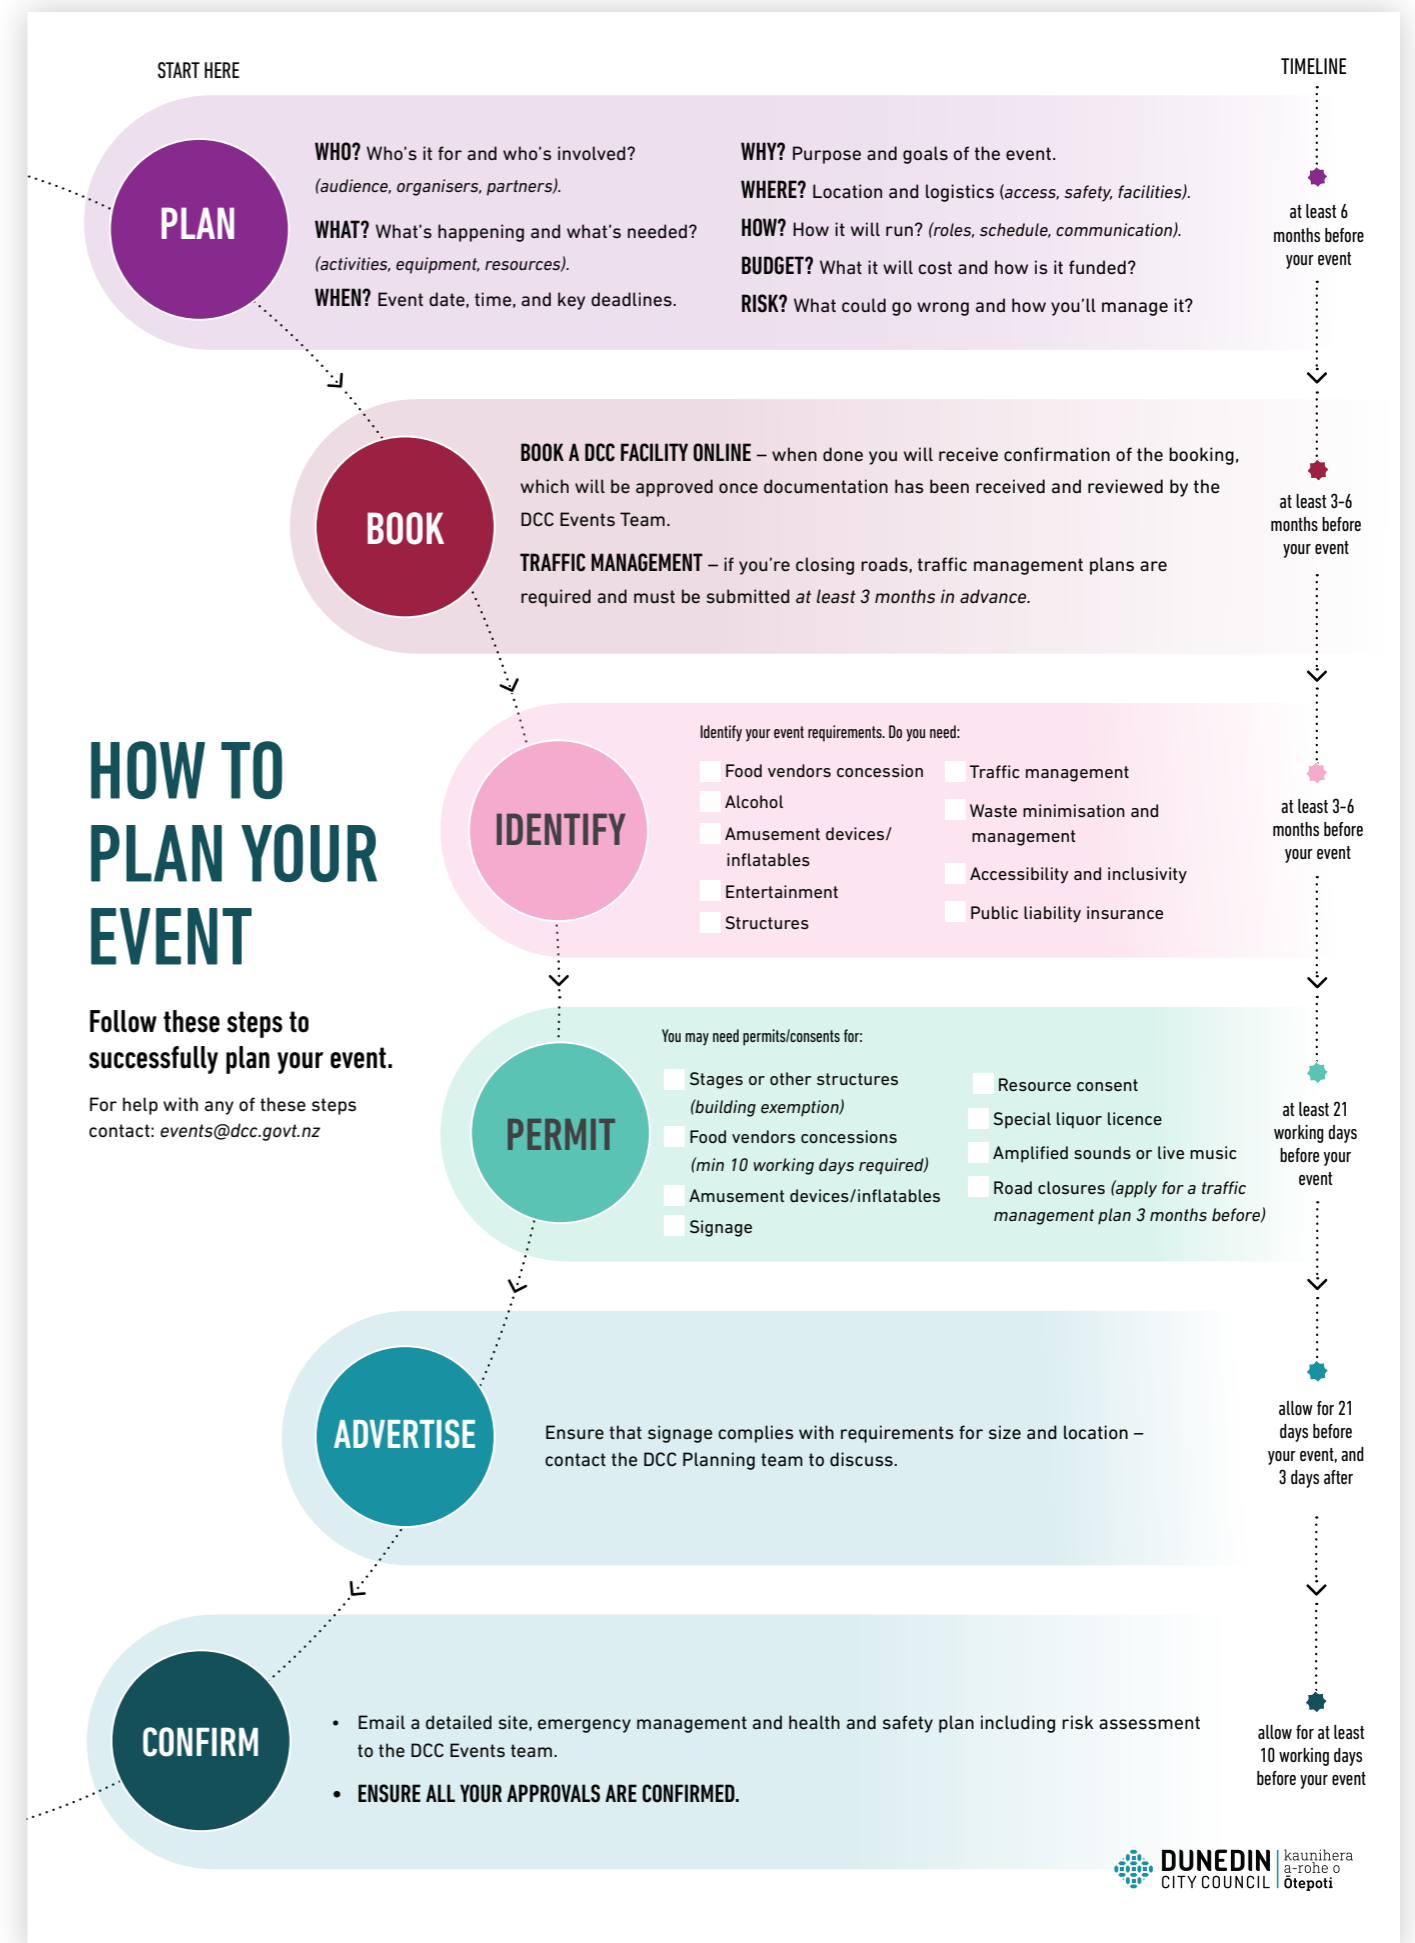 START HERE
TIMELINE
PLAN
WHO? Who's it for and who's involved?
(audience, organisers, partners).
WHAT? What's happening and what's needed?
(activities, equipment, resources).
WHEN? Event date, time, and key deadlines.
WHY? Purpose and goals of the event.
WHERE? Location and logistics (access, safety, facilities).
HOW? How it will run? (roles, schedule, communication).
BUDGET? What it will cost and how is it funded?
RISK? What could go wrong and how you'll manage it?
at least 6
months before
your event
BOOK
BOOK A DCC FACILITY ONLINE – when done you will receive confirmation of the booking,
which will be approved once documentation has been received and reviewed by the
DCC Events Team.
TRAFFIC MANAGEMENT – if you're closing roads, traffic management plans are
required and must be submitted at least 3 months in advance.
at least 3-6
months before
your event
HOW TO
PLAN YOUR
EVENT
Follow these steps to
successfully plan your event.
For help with any of these steps
contact: events@dcc.govt.nz
IDENTIFY
Identify your event requirements. Do you need:
Food vendors concession
Alcohol
Amusement devices/
inflatables
Entertainment
Structures
Traffic management
Waste minimisation and
management
Accessibility and inclusivity
Public liability insurance
at least 3-6
months before
your event
PERMIT
You may need permits/consents for:
Stages or other structures
(building exemption)
Food vendors concessions
(min 10 working days required)
Amusement devices/inflatables
Signage
Resource consent
Special liquor licence
Amplified sounds or live music
Road closures (apply for a traffic
management plan 3 months before)
at least 21
working days
before your
event
ADVERTISE
Ensure that signage complies with requirements for size and location –
contact the DCC Planning team to discuss.
allow for 21
days before
your event, and
3 days after
CONFIRM
• Email a detailed site, emergency management and health and safety plan including risk assessment
to the DCC Events team.
• ENSURE ALL YOUR APPROVALS ARE CONFIRMED.
allow for at least
10 working days
before your event
DUNEDIN
CITY COUNCIL
kaunihera
a-rohe o
Ōtepoti